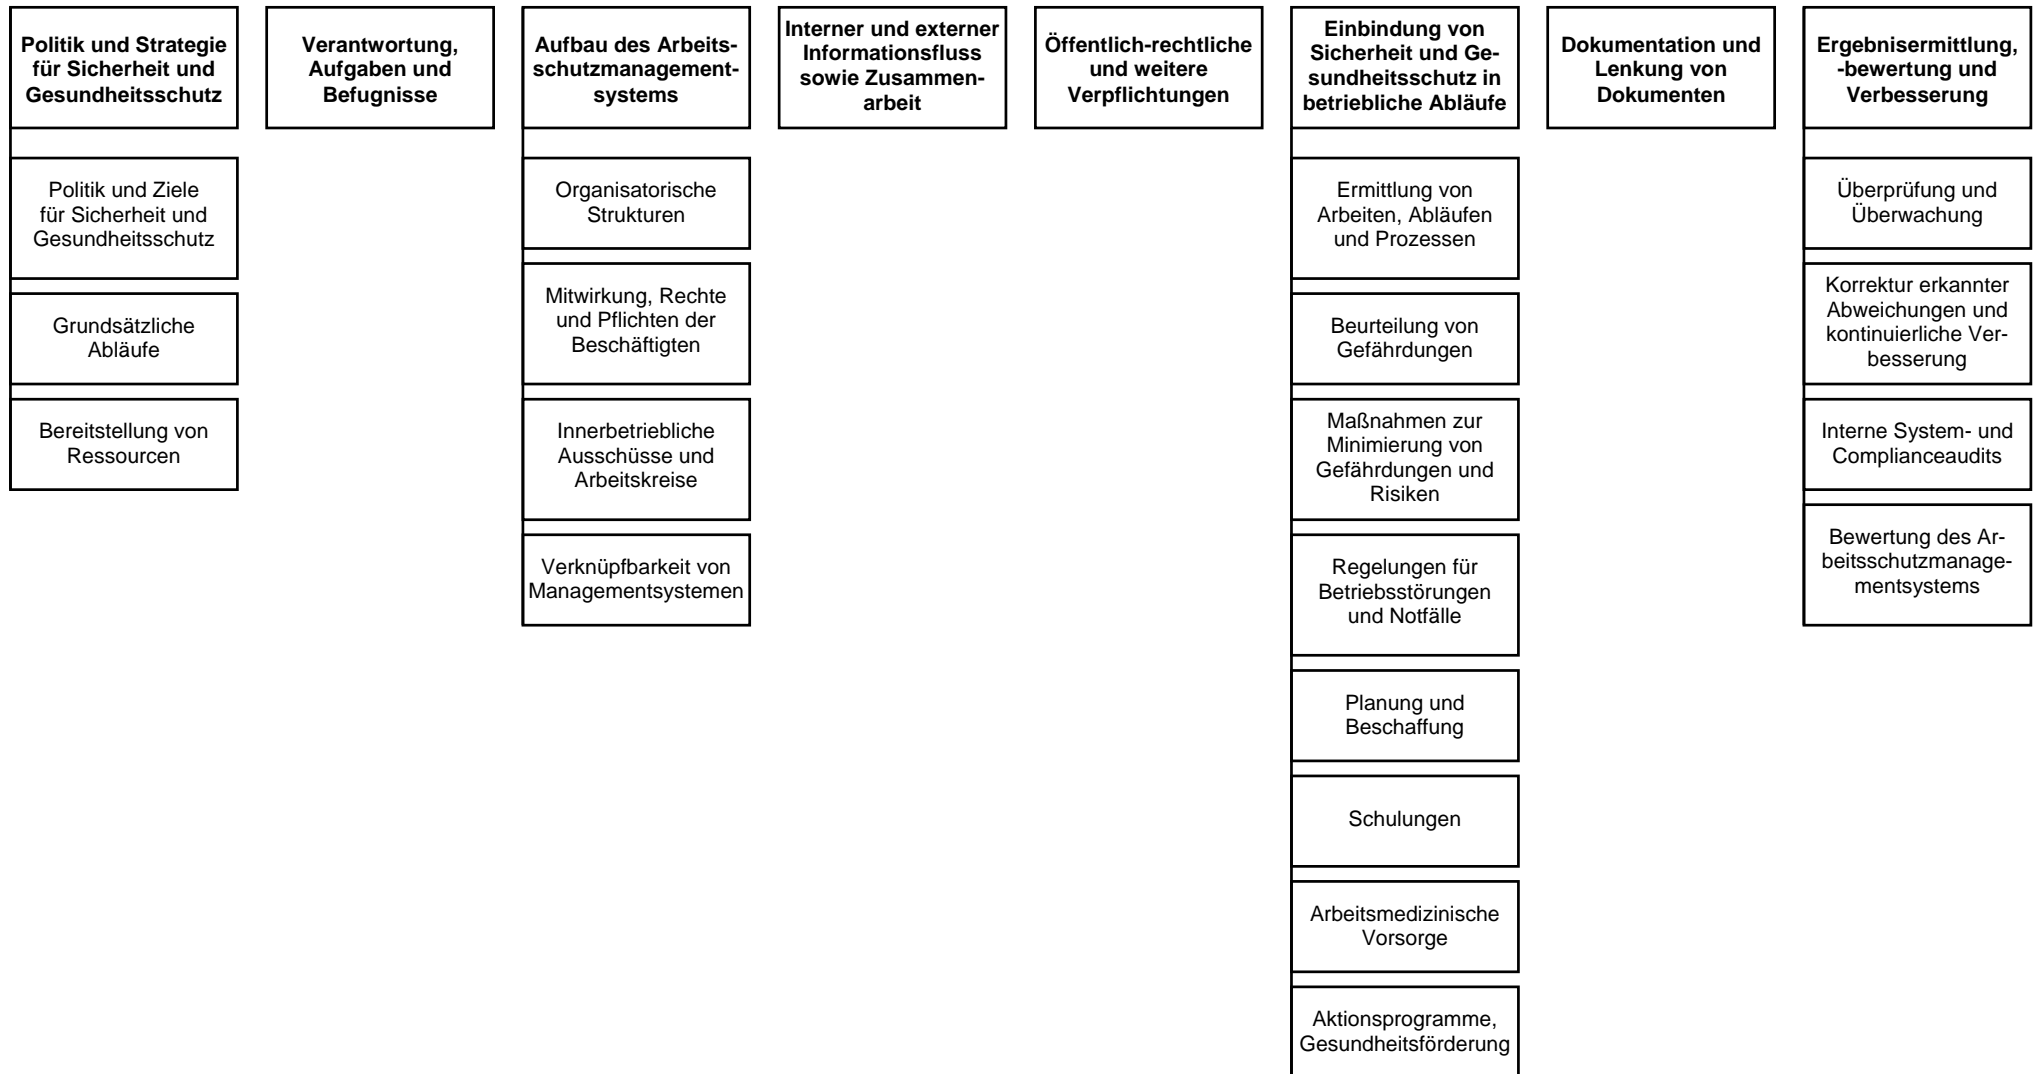 Politik und Strategie
für Sicherheit und
Gesundheitsschutz
Verantwortung,
Aufgaben und
Befugnisse
Aufbau des Arbeits-
schutzmanagement-
systems
Interner und externer
Informationsfluss
sowie Zusammen-
arbeit
Öffentlich-rechtliche
und weitere
Verpflichtungen
Einbindung von
Sicherheit und Ge-
sundheitsschutz in
betriebliche Abläufe
Dokumentation und
Lenkung von
Dokumenten
Ergebnisermittlung,
-bewertung und
Verbesserung
Politik und Ziele
für Sicherheit und
Gesundheitsschutz
Grundsätzliche
Abläufe
Bereitstellung von
Ressourcen
Organisatorische
Strukturen
Mitwirkung, Rechte
und Pflichten der
Beschäftigten
Innerbetriebliche
Ausschüsse und
Arbeitskreise
Verknüpfbarkeit von
Managementsystemen
Ermittlung von
Arbeiten, Abläufen
und Prozessen
Beurteilung von
Gefährdungen
Maßnahmen zur
Minimierung von
Gefährdungen und
Risiken
Regelungen für
Betriebsstörungen
und Notfälle
Planung und
Beschaffung
Schulungen
Arbeitsmedizinische
Vorsorge
Aktionsprogramme,
Gesundheitsförderung
Überprüfung und
Überwachung
Korrektur erkannter
Abweichungen und
kontinuierliche Ver-
besserung
Interne System- und
Complianceaudits
Bewertung des Ar-
beitsschutzmanage-
mentsystems